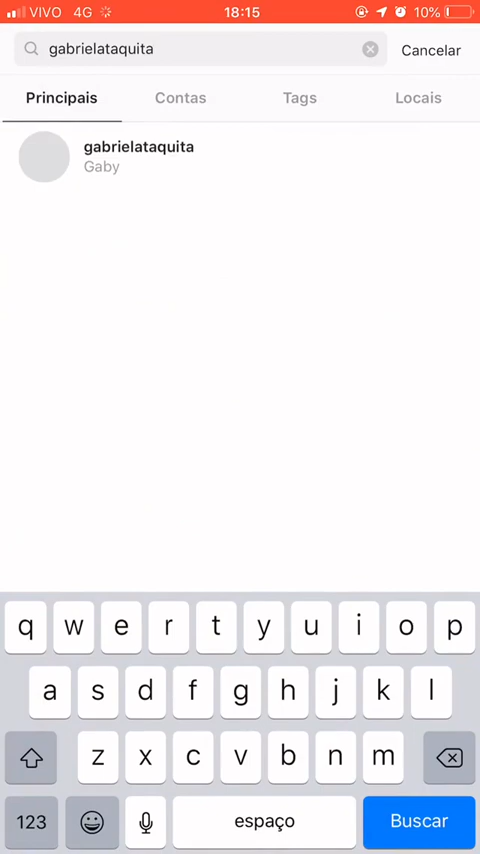 VIVO 4G 18:15 10%
gabrielataquita Cancelar
Principais Contas Tags Locais
gabrielataquita
Gaby
q w e r t y u i o p
a s d f g h j k l
z x c v b n m
123 espaço Buscar